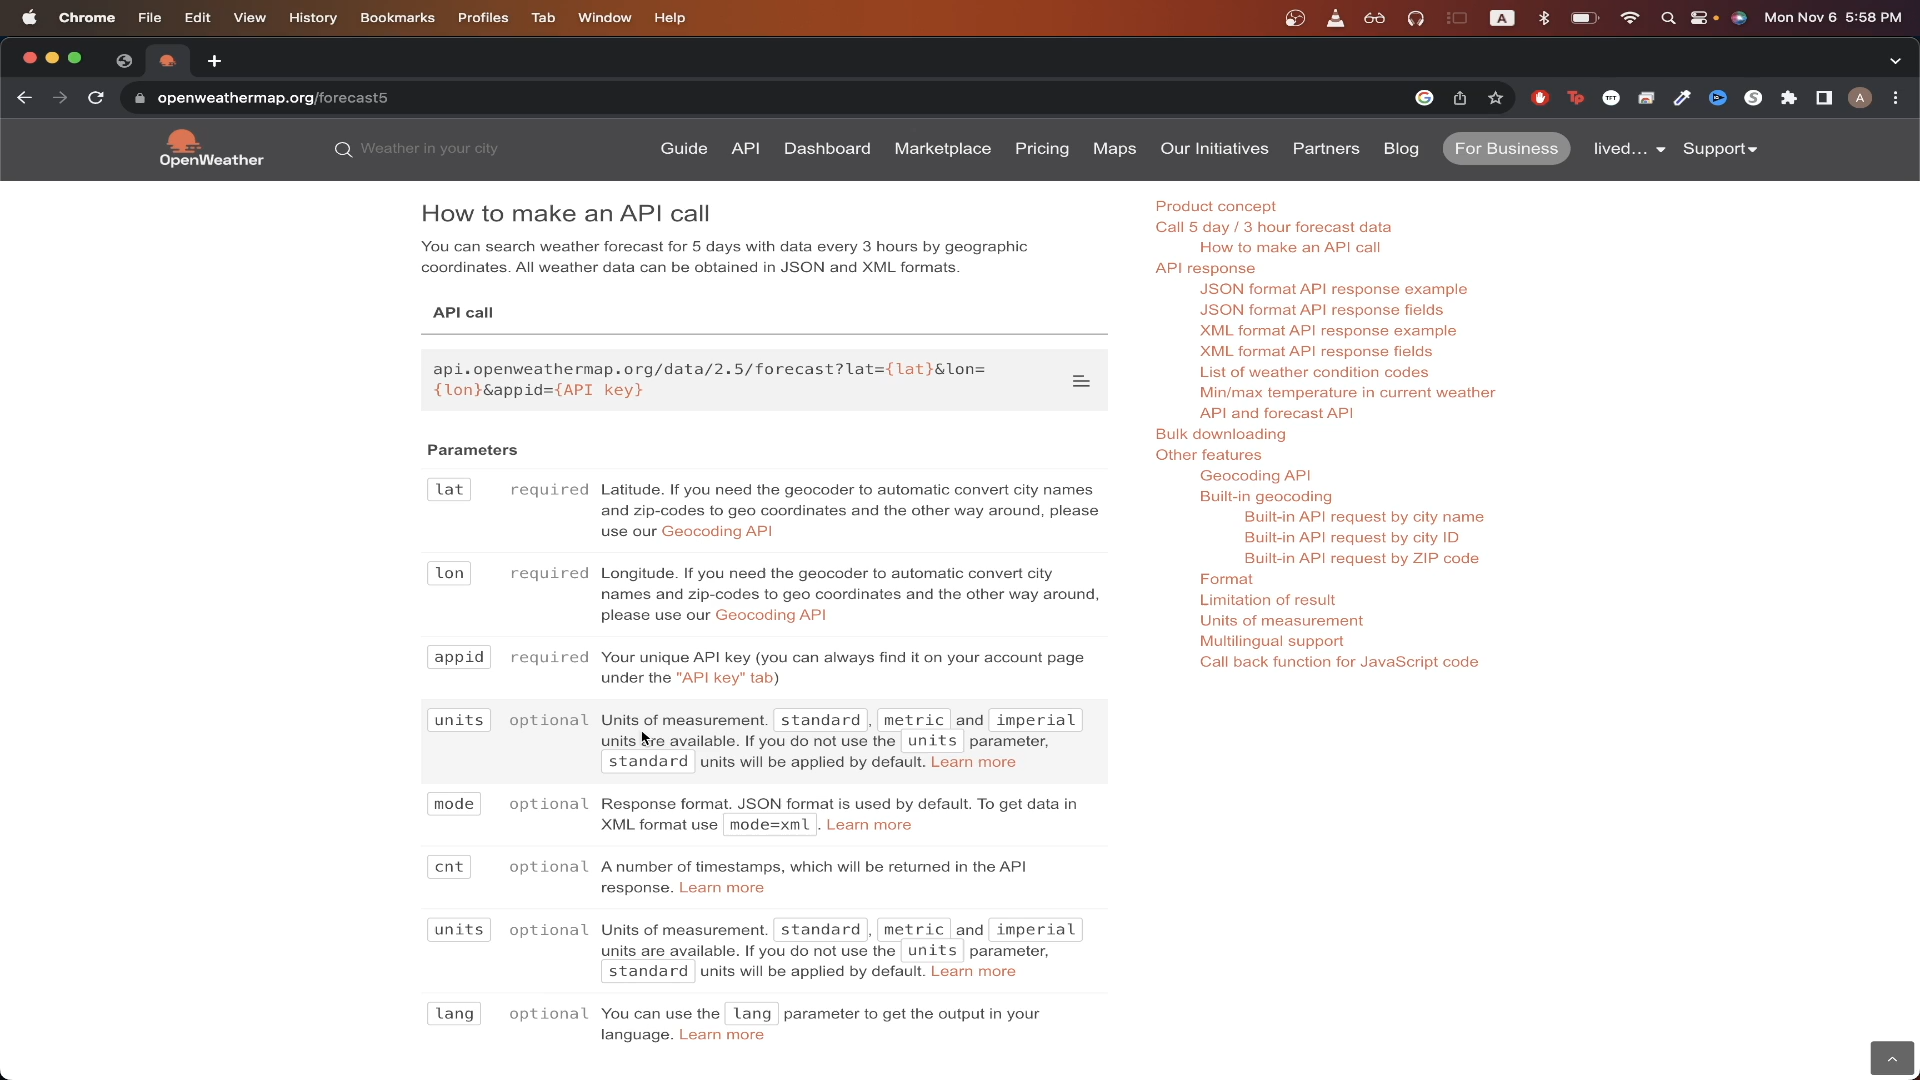 Chrome File Edit View History Bookmarks Profiles Tab Window Help A Mon Nov 6 5:58 PM
openweathermap.org/forecast5
OpenWeather Weather in your city Guide API Dashboard Marketplace Pricing Maps Our Initiatives Partners Blog For Business lived... Support
How to make an API call
You can search weather forecast for 5 days with data every 3 hours by geographic
coordinates. All weather data can be obtained in JSON and XML formats.
API call
api.openweathermap.org/data/2.5/forecast?lat={lat}&lon=
{lon}&appid={API key}
Parameters
lat required Latitude. If you need the geocoder to automatic convert city names
and zip-codes to geo coordinates and the other way around, please
use our Geocoding API
lon required Longitude. If you need the geocoder to automatic convert city
names and zip-codes to geo coordinates and the other way around,
please use our Geocoding API
appid required Your unique API key (you can always find it on your account page
under the "API key" tab)
units optional Units of measurement. standard, metric and imperial
units are available. If you do not use the units parameter,
standard units will be applied by default. Learn more
mode optional Response format. JSON format is used by default. To get data in
XML format use mode=xml. Learn more
cnt optional A number of timestamps, which will be returned in the API
response. Learn more
units optional Units of measurement. standard, metric and imperial
units are available. If you do not use the units parameter,
standard units will be applied by default. Learn more
lang optional You can use the lang parameter to get the output in your
language. Learn more
Product concept
Call 5 day / 3 hour forecast data
How to make an API call
API response
JSON format API response example
JSON format API response fields
XML format API response example
XML format API response fields
List of weather condition codes
Min/max temperature in current weather
API and forecast API
Bulk downloading
Other features
Geocoding API
Built-in geocoding
Built-in API request by city name
Built-in API request by city ID
Built-in API request by ZIP code
Format
Limitation of result
Units of measurement
Multilingual support
Call back function for JavaScript code